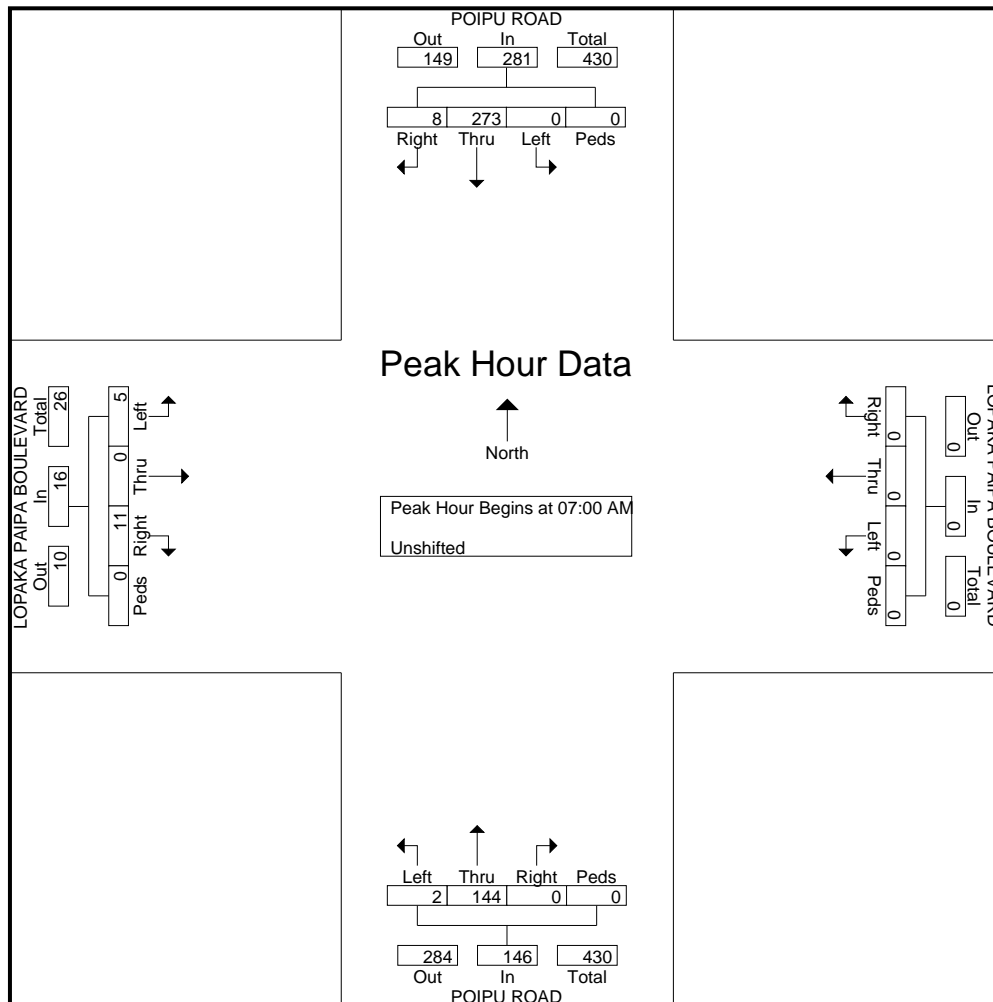 POIPU ROAD
Out In Total
149 281 430
8 273 0 0
Right Thru Left Peds
Peak Hour Data
North
Peak Hour Begins at 07:00 AM
Unshifted
LOPAKA PAIPA BOULEVARD
Out In Total
10 16 26
5 0 11 0
Left Thru Right Peds
Right Thru Left Peds
0 0 0 0
Out In Total
0 0 0
LOPAKA PAIPA BOULEVARD
Left Thru Right Peds
2 144 0 0
284 146 430
Out In Total
POIPU ROAD